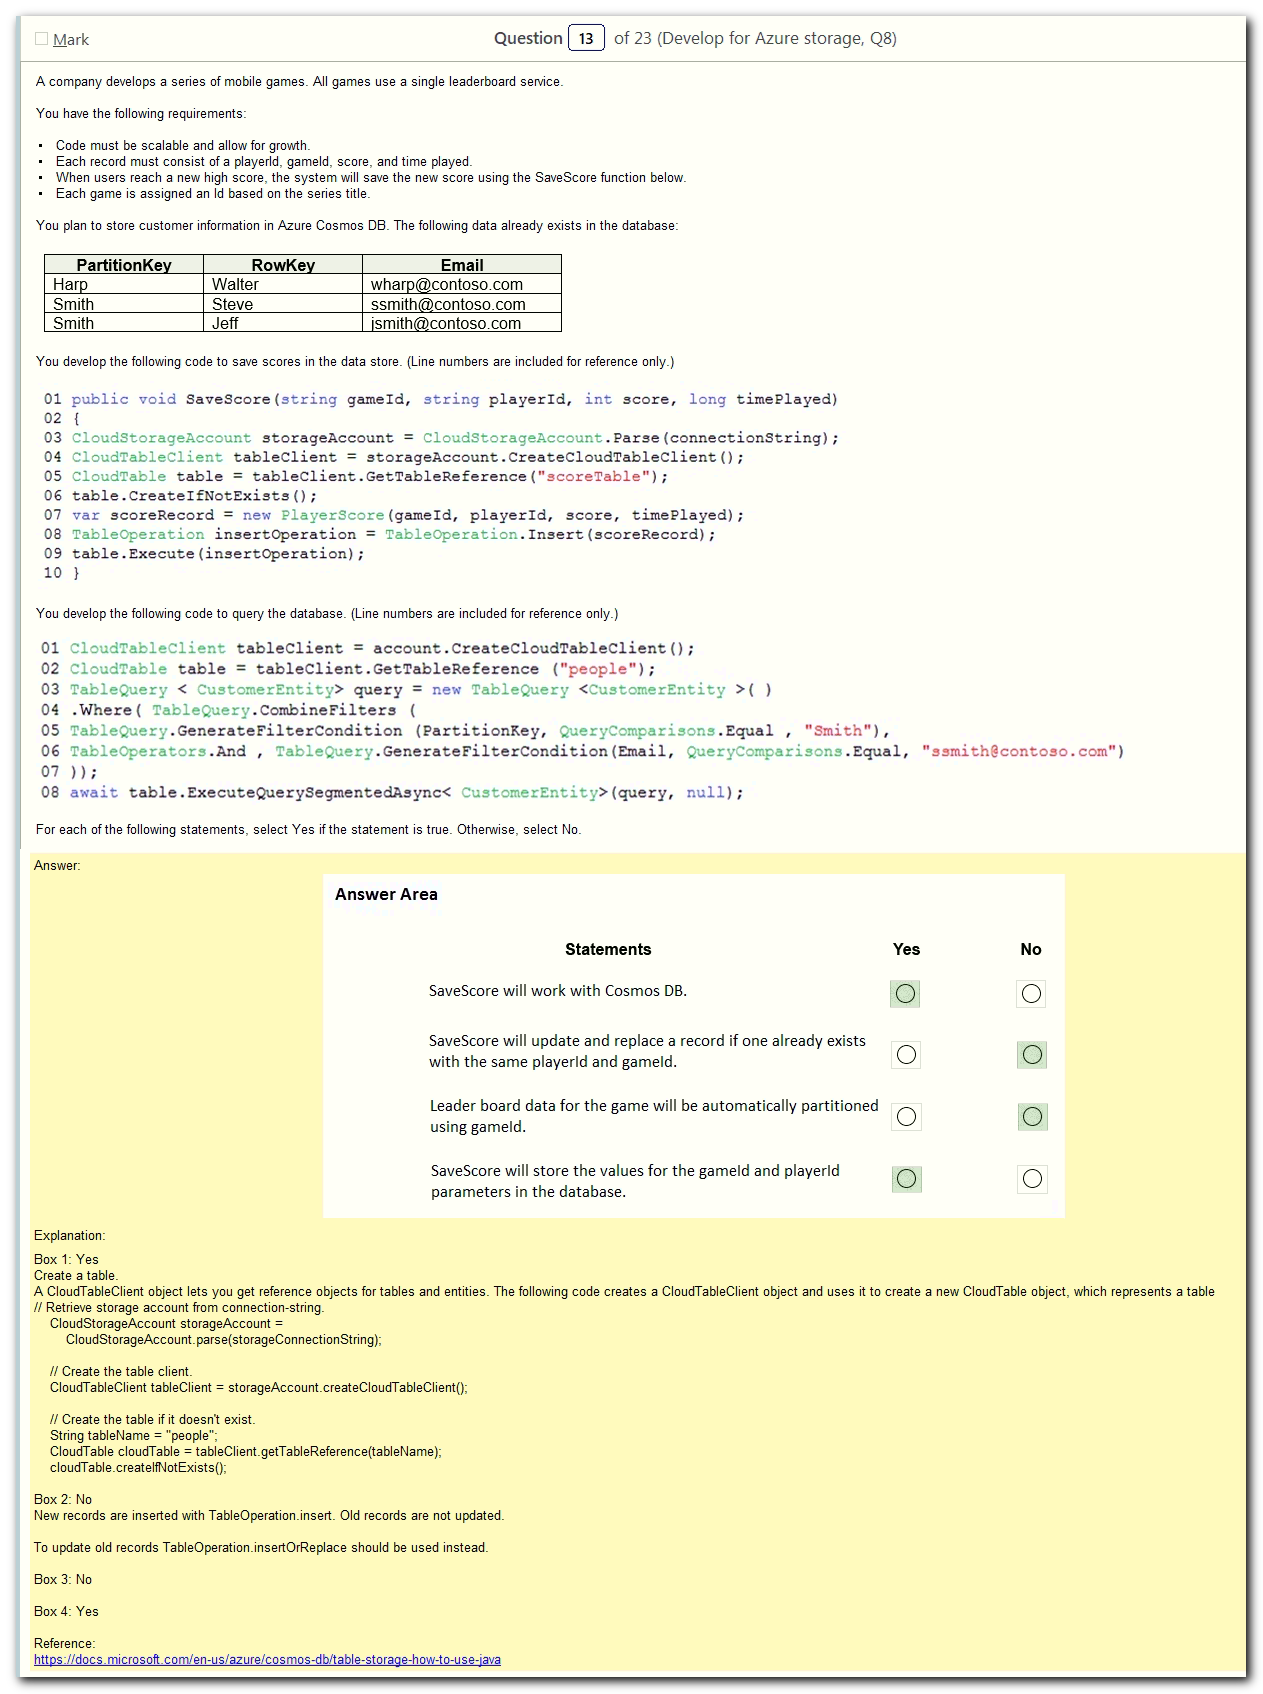 Mark Question 13 of 23 (Develop for Azure storage, Q8)
A company develops a series of mobile games. All games use a single leaderboard service.
You have the following requirements:
▪ Code must be scalable and allow for growth.
▪ Each record must consist of a playerId, gameId, score, and time played.
▪ When users reach a new high score, the system will save the new score using the SaveScore function below.
▪ Each game is assigned an Id based on the series title.
You plan to store customer information in Azure Cosmos DB. The following data already exists in the database:
PartitionKey RowKey Email
Harp Walter wharp@contoso.com
Smith Steve ssmith@contoso.com
Smith Jeff jsmith@contoso.com
You develop the following code to save scores in the data store. (Line numbers are included for reference only.)
01 public void SaveScore(string gameId, string playerId, int score, long timePlayed)
02 {
03 CloudStorageAccount storageAccount = CloudStorageAccount.Parse(connectionString);
04 CloudTableClient tableClient = storageAccount.CreateCloudTableClient();
05 CloudTable table = tableClient.GetTableReference("scoreTable");
06 table.CreateIfNotExists();
07 var scoreRecord = new PlayerScore(gameId, playerId, score, timePlayed);
08 TableOperation insertOperation = TableOperation.Insert(scoreRecord);
09 table.Execute(insertOperation);
10 }
You develop the following code to query the database. (Line numbers are included for reference only.)
01 CloudTableClient tableClient = account.CreateCloudTableClient();
02 CloudTable table = tableClient.GetTableReference ("people");
03 TableQuery < CustomerEntity> query = new TableQuery <CustomerEntity >( )
04 .Where( TableQuery.CombineFilters (
05 TableQuery.GenerateFilterCondition (PartitionKey, QueryComparisons.Equal , "Smith"),
06 TableOperators.And , TableQuery.GenerateFilterCondition(Email, QueryComparisons.Equal, "ssmith@contoso.com")
07 ));
08 await table.ExecuteQuerySegmentedAsync< CustomerEntity>(query, null);
For each of the following statements, select Yes if the statement is true. Otherwise, select No.
Answer:
Answer Area
Statements Yes No
SaveScore will work with Cosmos DB.
SaveScore will update and replace a record if one already exists
with the same playerId and gameId.
Leader board data for the game will be automatically partitioned
using gameId.
SaveScore will store the values for the gameId and playerId
parameters in the database.
Explanation:
Box 1: Yes
Create a table.
A CloudTableClient object lets you get reference objects for tables and entities. The following code creates a CloudTableClient object and uses it to create a new CloudTable object, which represents a table
// Retrieve storage account from connection-string.
CloudStorageAccount storageAccount =
CloudStorageAccount.parse(storageConnectionString);
// Create the table client.
CloudTableClient tableClient = storageAccount.createCloudTableClient();
// Create the table if it doesn't exist.
String tableName = "people";
CloudTable cloudTable = tableClient.getTableReference(tableName);
cloudTable.createIfNotExists();
Box 2: No
New records are inserted with TableOperation.insert. Old records are not updated.
To update old records TableOperation.insertOrReplace should be used instead.
Box 3: No
Box 4: Yes
Reference:
https://docs.microsoft.com/en-us/azure/cosmos-db/table-storage-how-to-use-java